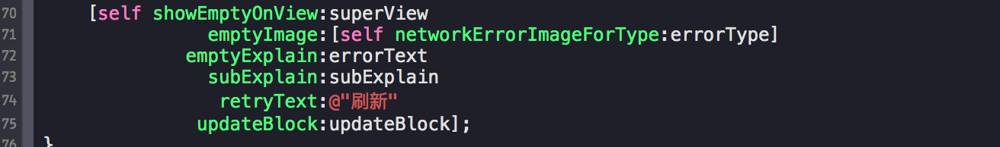 70 [self showEmptyOnView:superView
71 emptyImage:[self networkErrorImageForType:errorType]
72 emptyExplain:errorText
73 subExplain:subExplain
74 retryText:@"刷新"
75 updateBlock:updateBlock];
76 }